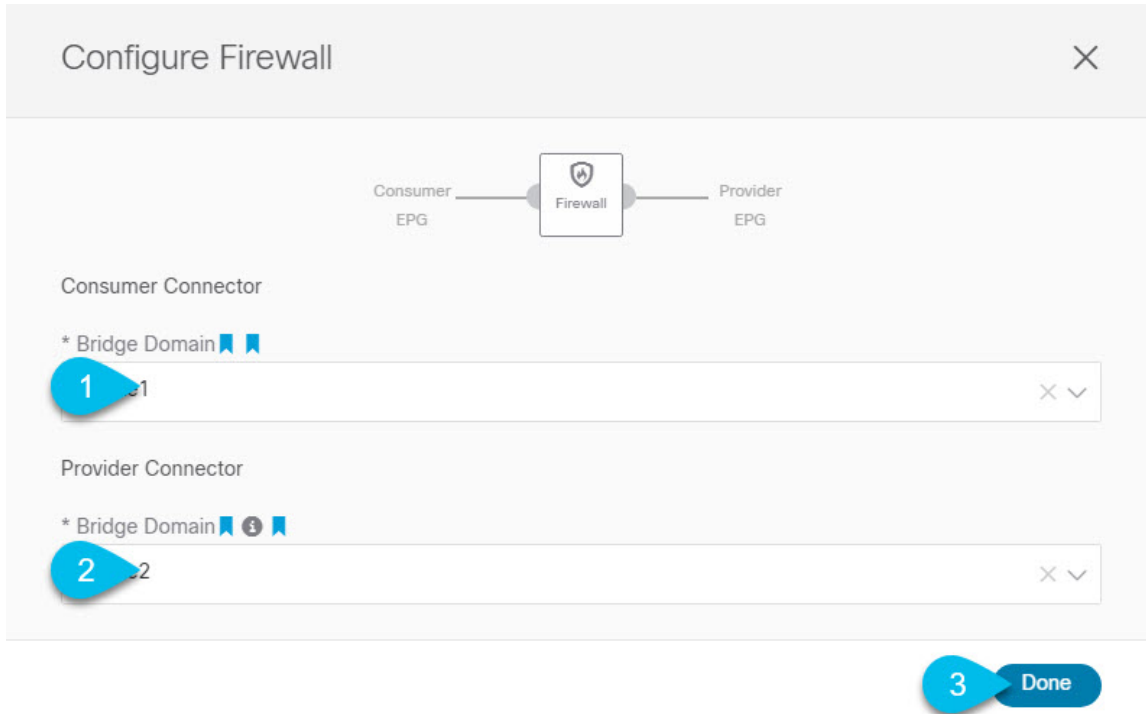 Configure Firewall
Consumer
EPG
Firewall
Provider
EPG
Consumer Connector
* Bridge Domain
1
Provider Connector
* Bridge Domain
2
3 Done